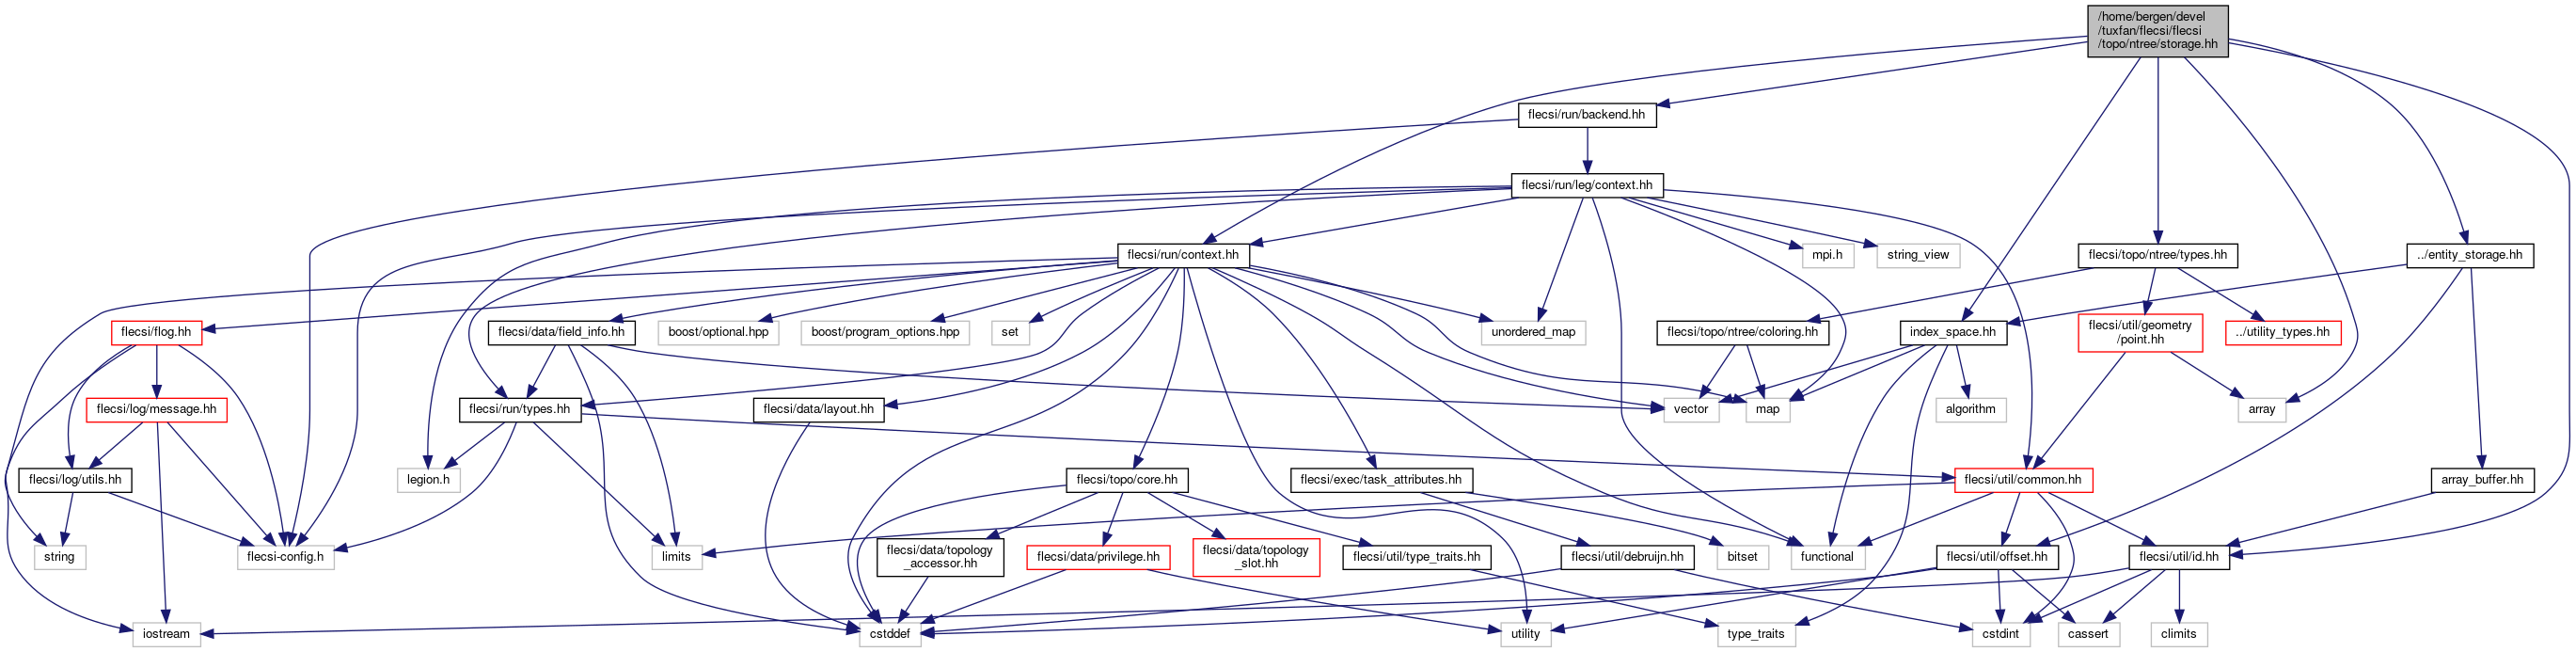 /home/bergen/devel
/tuxfan/flecsi/flecsi
/topo/ntree/storage.hh
flecsi/run/backend.hh
flecsi/run/leg/context.hh
flecsi/run/context.hh
mpi.h
string_view
flecsi/topo/ntree/types.hh
../entity_storage.hh
flecsi/flog.hh
flecsi/data/field_info.hh
boost/optional.hpp
boost/program_options.hpp
set
unordered_map
flecsi/topo/ntree/coloring.hh
index_space.hh
flecsi/util/geometry
/point.hh
../utility_types.hh
flecsi/log/message.hh
flecsi/run/types.hh
flecsi/data/layout.hh
vector
map
algorithm
array
flecsi/log/utils.hh
legion.h
flecsi/topo/core.hh
flecsi/exec/task_attributes.hh
flecsi/util/common.hh
array_buffer.hh
string
flecsi-config.h
limits
flecsi/data/topology
_accessor.hh
flecsi/data/privilege.hh
flecsi/data/topology
_slot.hh
flecsi/util/type_traits.hh
flecsi/util/debruijn.hh
bitset
functional
flecsi/util/offset.hh
flecsi/util/id.hh
iostream
cstddef
utility
type_traits
cstdint
cassert
climits